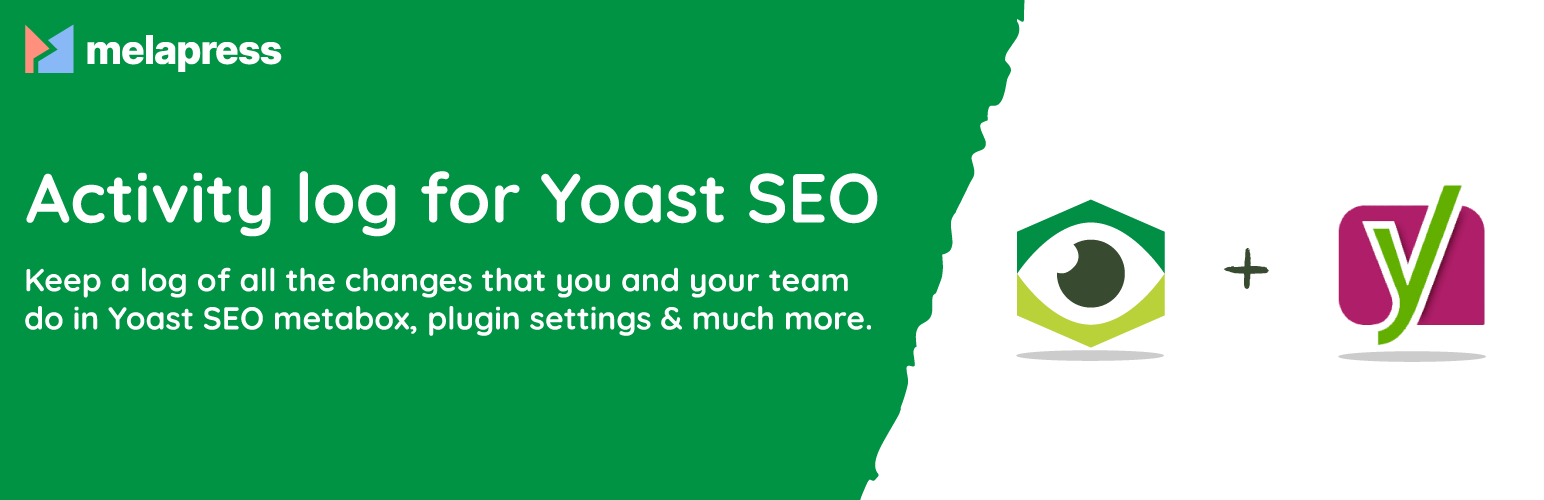 melapress
Activity log for Yoast SEO
Keep a log of all the changes that you and your team
do in Yoast SEO metabox, plugin settings & much more.
+
y